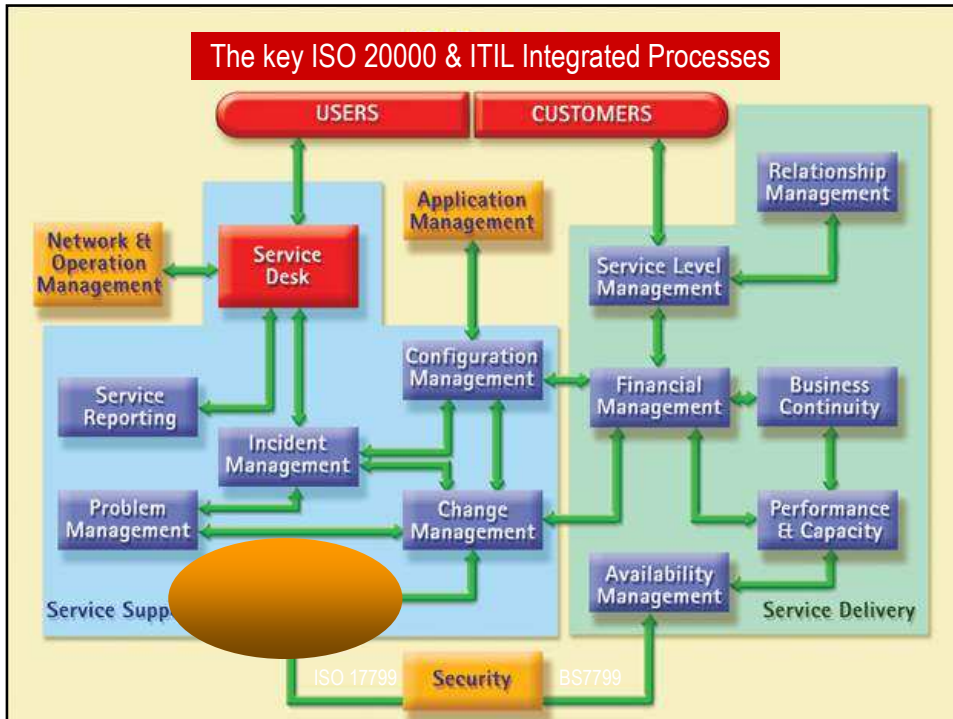 The key ISO 20000 & ITIL Integrated Processes
USERS
CUSTOMERS
Relationship
Management
Application
Management
Network &
Operation
Management
Service
Desk
Service Level
Management
Configuration
Management
Financial
Management
Business
Continuity
Service
Reporting
Incident
Management
Problem
Management
Change
Management
Performance
& Capacity
Availability
Management
Service Supp
Service Delivery
ISO 17799
Security
BS7799